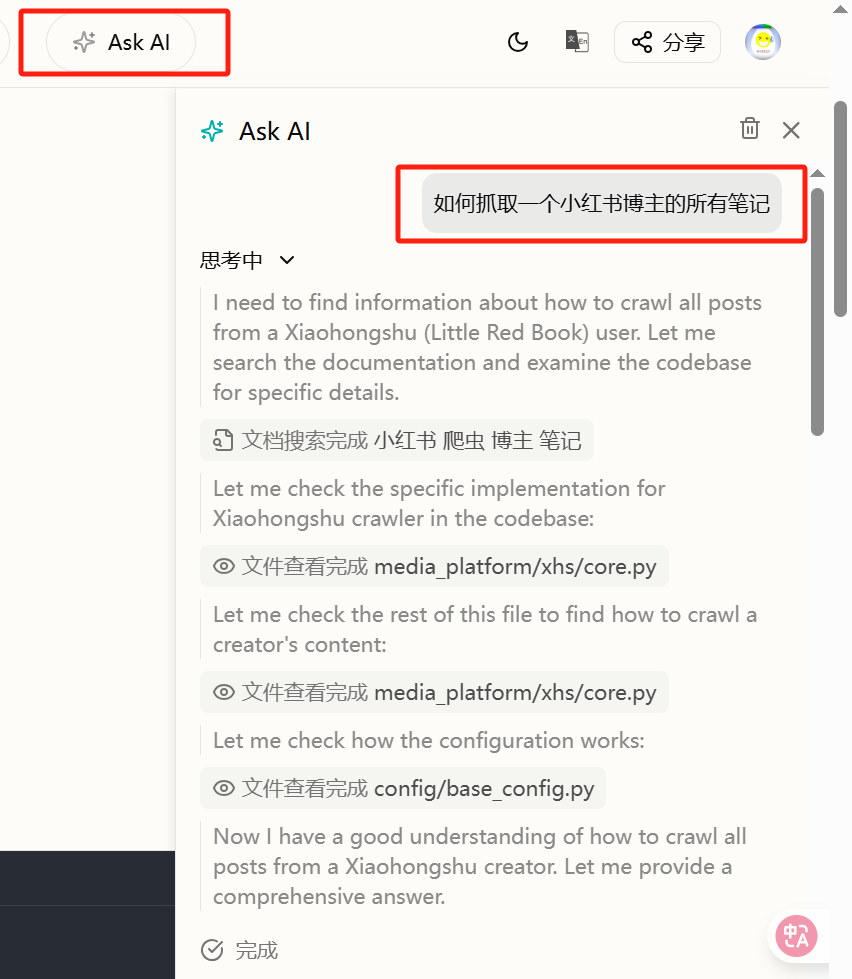 Ask AI
分享
Ask AI
如何抓取一个小红书博主的所有笔记
思考中
I need to find information about how to crawl all posts
from a Xiaohongshu (Little Red Book) user. Let me
search the documentation and examine the codebase
for specific details.
文档搜索完成 小红书 爬虫 博主 笔记
Let me check the specific implementation for
Xiaohongshu crawler in the codebase:
文件查看完成 media_platform/xhs/core.py
Let me check the rest of this file to find how to crawl a
creator's content:
文件查看完成 media_platform/xhs/core.py
Let me check how the configuration works:
文件查看完成 config/base_config.py
Now I have a good understanding of how to crawl all
posts from a Xiaohongshu creator. Let me provide a
comprehensive answer.
完成